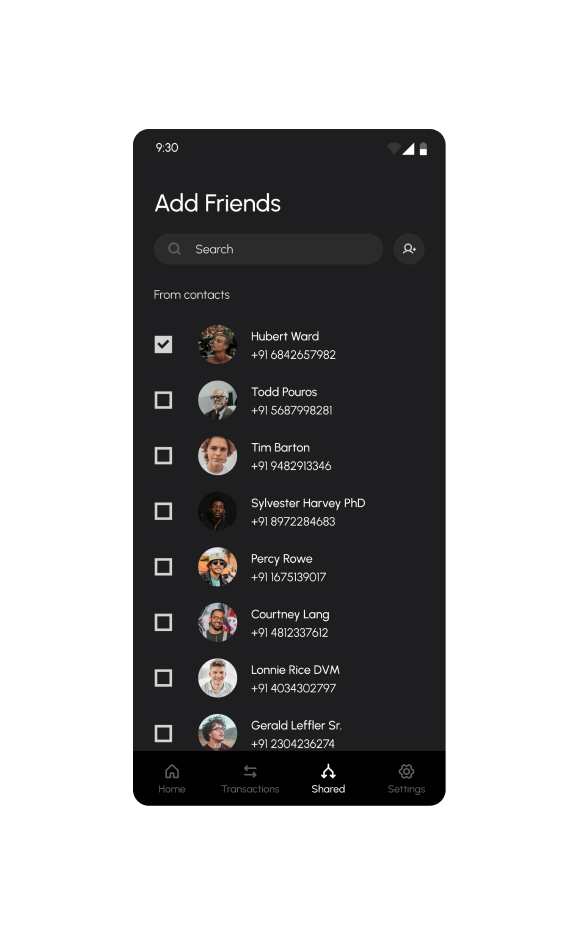 9:30
Add Friends
Search
From contacts
Hubert Ward
+91 6842657982
Todd Pouros
+91 5687998281
Tim Barton
+91 9482913346
Sylvester Harvey PhD
+91 8972284683
Percy Rowe
+91 1675139017
Courtney Lang
+91 4812337612
Lonnie Rice DVM
+91 4034302797
Gerald Leffler Sr.
+91 2304236274
Home
Transactions
Shared
Settings